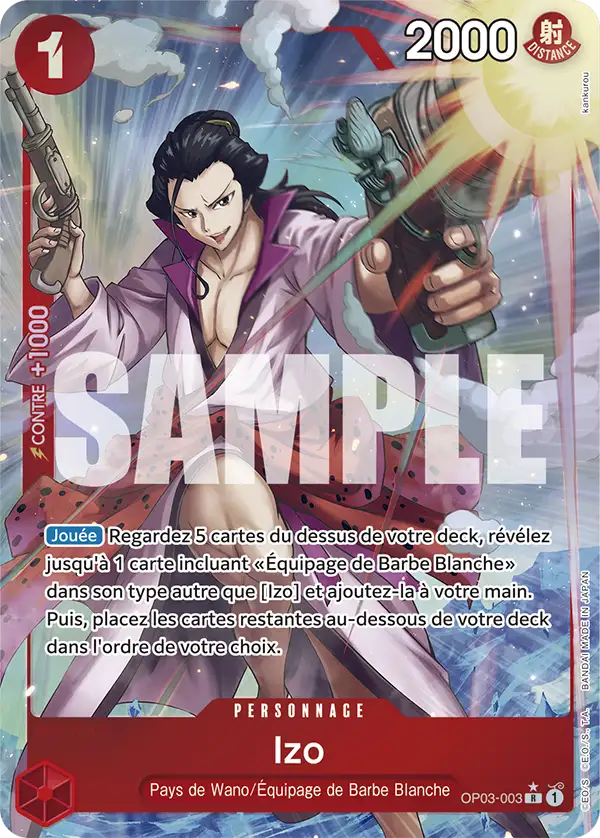 1
2000
射
DISTANCE
kankurou
CONTRE +1000
SAMPLE
Jouée Regardez 5 cartes du dessus de votre deck, révélez
jusqu'à 1 carte incluant «Équipage de Barbe Blanche»
dans son type autre que [Izo] et ajoutez-la à votre main.
Puis, placez les cartes restantes au-dessous de votre deck
dans l'ordre de votre choix.
©E.O./S. ©E.O./S., T.A. BANDAI MADE IN JAPAN
PERSONNAGE
Izo
Pays de Wano/Équipage de Barbe Blanche
OP03-003 R 1